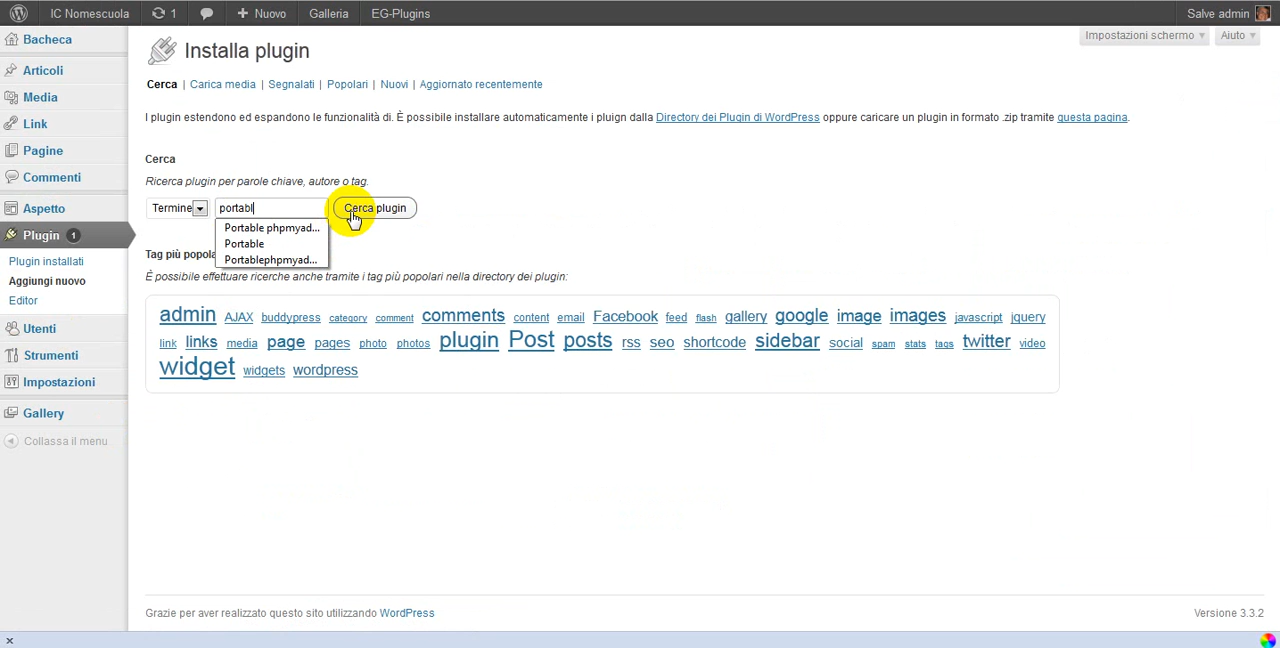 IC Nomescuola 1 Nuovo Galleria EG-Plugins Salve admin
Impostazioni schermo Aiuto
Bacheca
Articoli
Media
Link
Pagine
Commenti
Aspetto
Plugin 1
Plugin installati
Aggiungi nuovo
Editor
Utenti
Strumenti
Impostazioni
Gallery
Collassa il menu
Installa plugin
Cerca | Carica media | Segnalati | Popolari | Nuovi | Aggiornato recentemente
I plugin estendono ed espandono le funzionalità di. È possibile installare automaticamente i pluign dalla Directory dei Plugin di WordPress oppure caricare un plugin in formato .zip tramite questa pagina.
Cerca
Ricerca plugin per parole chiave, autore o tag.
Termine portabl Cerca plugin
Portable phpmyad...
Portable
Portablephpmyad...
Tag più popola
È possibile effettuare ricerche anche tramite i tag più popolari nella directory dei plugin:
admin AJAX buddypress category comment comments content email Facebook feed flash gallery google image images javascript jquery
link links media page pages photo photos plugin Post posts rss seo shortcode sidebar social spam stats tags twitter video
widget widgets wordpress
Grazie per aver realizzato questo sito utilizzando WordPress Versione 3.3.2